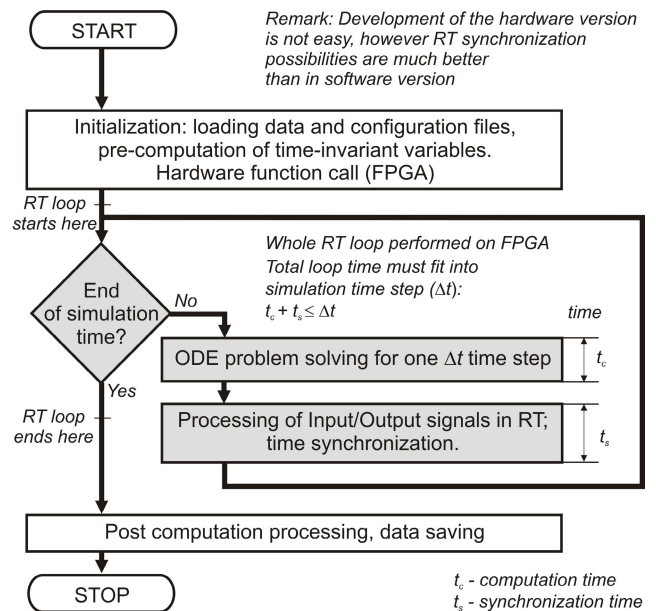 START
Remark: Development of the hardware version
is not easy, however RT synchronization
possibilities are much better
than in software version
Initialization: loading data and configuration files,
pre-computation of time-invariant variables.
Hardware function call (FPGA)
RT loop
starts here
Whole RT loop performed on FPGA
Total loop time must fit into
simulation time step (Δt):
t_c + t_s ≤ Δt
time
End
of simulation
time?
No
ODE problem solving for one Δt time step
t_c
Yes
Processing of Input/Output signals in RT;
time synchronization.
t_s
RT loop
ends here
Post computation processing, data saving
STOP
t_c - computation time
t_s - synchronization time